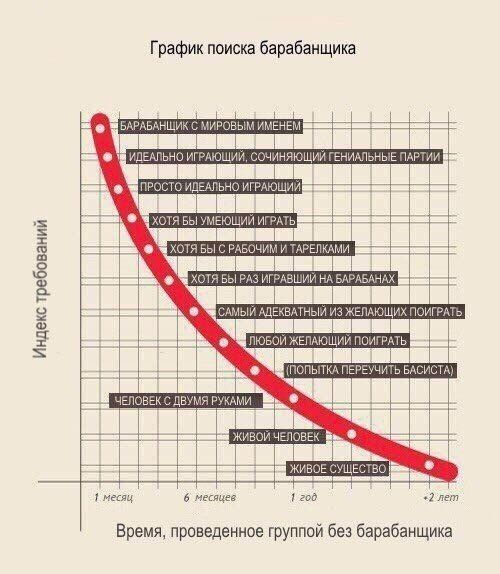 График поиска барабанщика
БАРАБАНЩИК С МИРОВЫМ ИМЕНЕМ
ИДЕАЛЬНО ИГРАЮЩИЙ, СОЧИНЯЮЩИЙ ГЕНИАЛЬНЫЕ ПАРТИИ
ПРОСТО ИДЕАЛЬНО ИГРАЮЩИЙ
ХОТЯ БЫ УМЕЮЩИЙ ИГРАТЬ
ХОТЯ БЫ С РАБОЧИМ И ТАРЕЛКАМИ
ХОТЯ БЫ РАЗ ИГРАВШИЙ НА БАРАБАНАХ
САМЫЙ АДЕКВАТНЫЙ ИЗ ЖЕЛАЮЩИХ ПОИГРАТЬ
ЛЮБОЙ ЖЕЛАЮЩИЙ ПОИГРАТЬ
(ПОПЫТКА ПЕРЕУЧИТЬ БАСИСТА)
ЧЕЛОВЕК С ДВУМЯ РУКАМИ
ЖИВОЙ ЧЕЛОВЕК
ЖИВОЕ СУЩЕСТВО
Индекс требований
1 месяц
6 месяцев
1 год
+2 лет
Время, проведенное группой без барабанщика